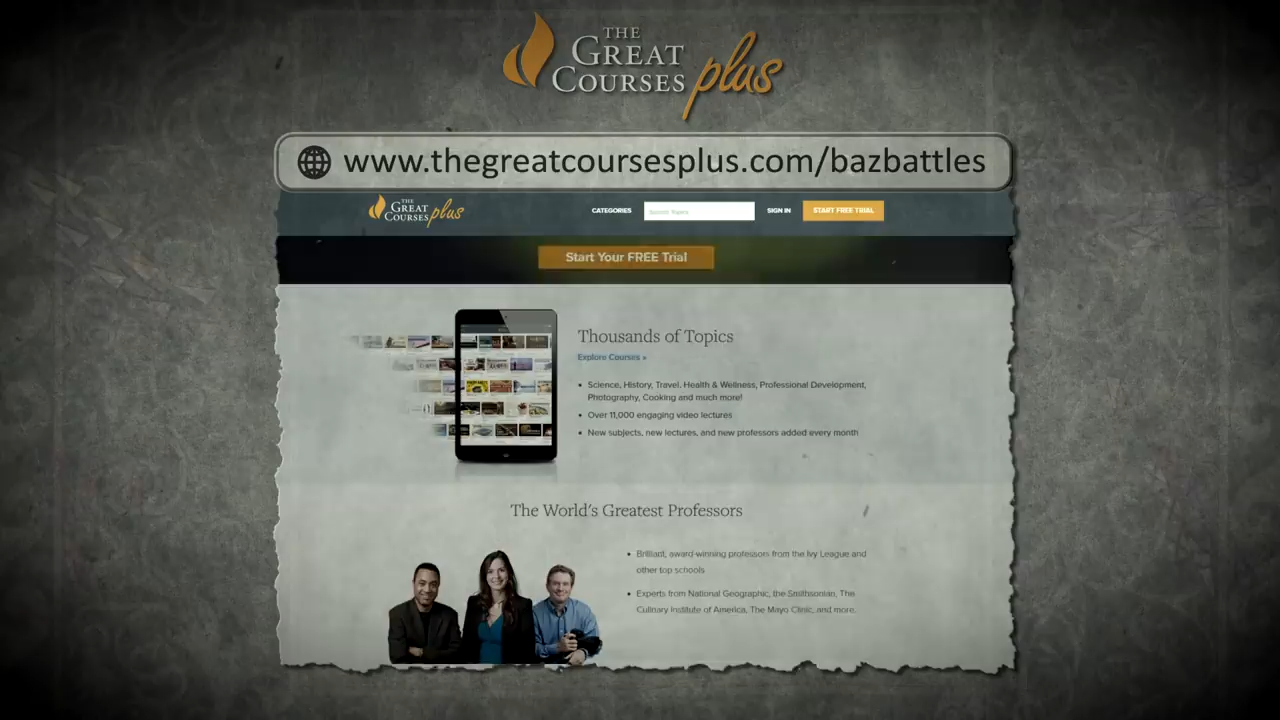 THE
GREAT
COURSES plus
www.thegreatcoursesplus.com/bazbattles
THE
GREAT
COURSES plus
CATEGORIES
Search Topics
SIGN IN
START FREE TRIAL
Start Your FREE Trial
Thousands of Topics
Explore Courses »
• Science, History, Travel, Health & Wellness, Professional Development,
Photography, Cooking and much more!
• Over 11,000 engaging video lectures
• New subjects, new lectures, and new professors added every month
The World's Greatest Professors
• Brilliant, award-winning professors from the Ivy League and
other top schools
• Experts from National Geographic, the Smithsonian, The
Culinary Institute of America, The Mayo Clinic, and more.